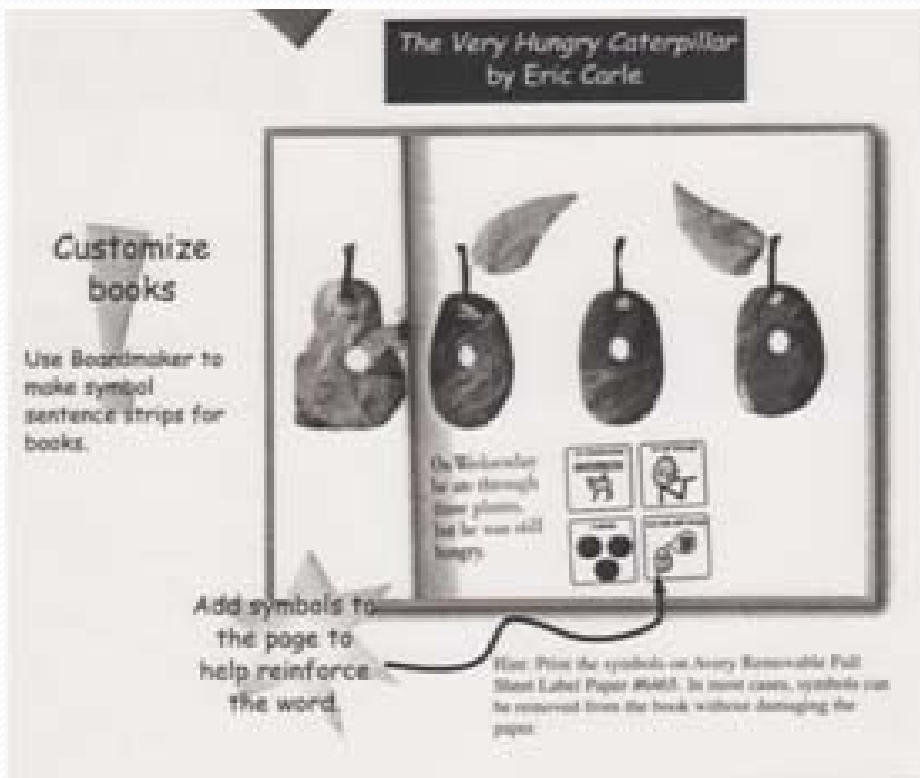 The Very Hungry Caterpillar
by Eric Carle
Customize
books
Use Boardmaker to
make symbol
sentence strips for
books.
On Wednesday
he ate through
three plums,
but he was still
hungry.
Add symbols to
the page to
help reinforce
the word.
Hint: Print the symbols on Avery Removable Full
Sheet Label Paper In most cases, symbols can
be removed from the book without damaging the
paper.